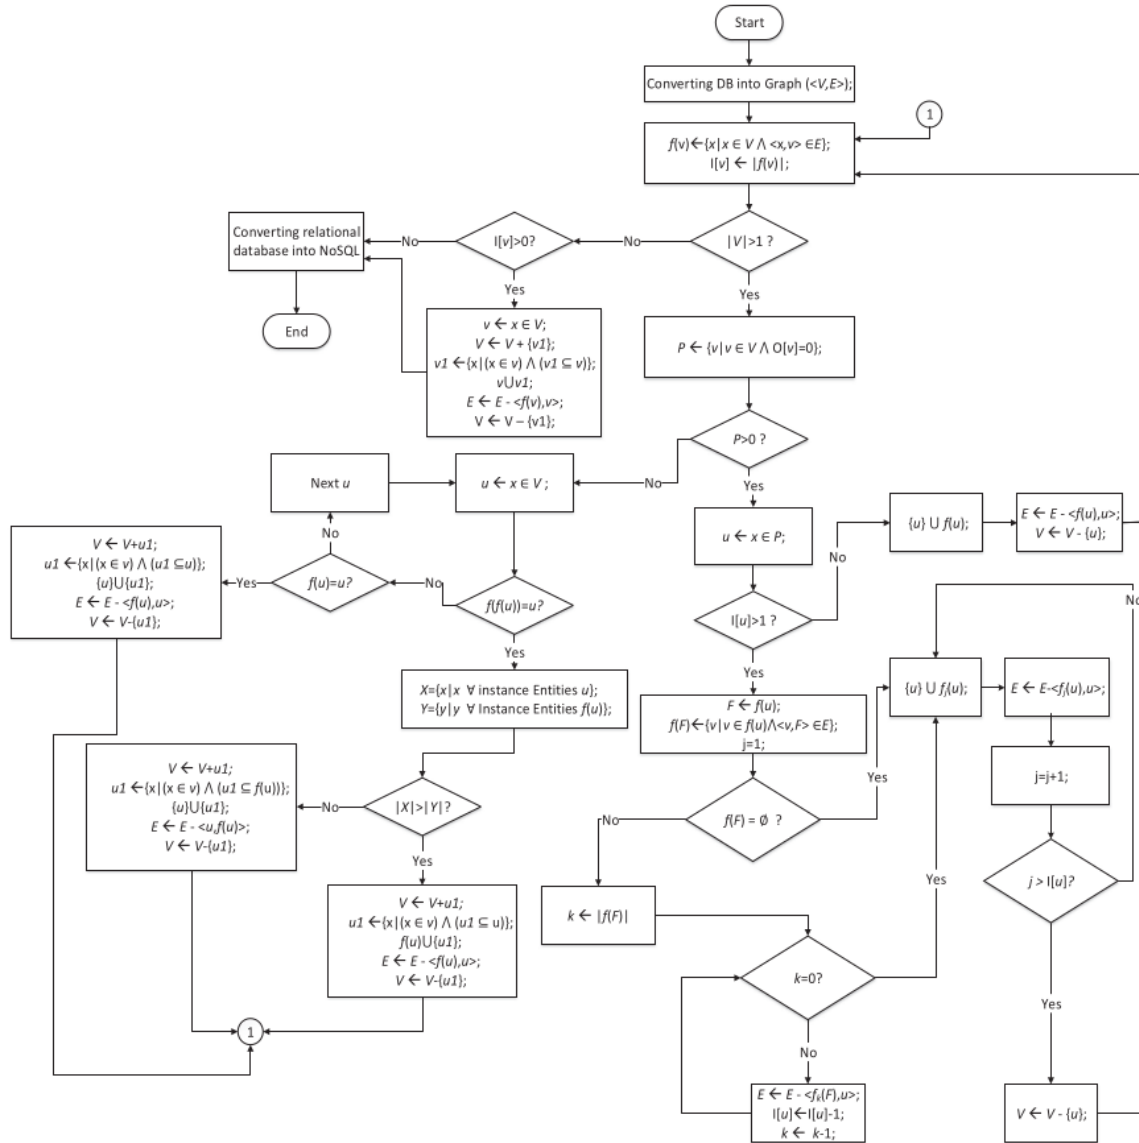 Start
Converting DB into Graph (<V,E>);
1
f(v)←{x|x ∈ V ⋀ <x,v> ∈E};
I[v] ← |f(v)|;
|V|>1 ?
No
I[v]>0?
No
Converting relational
database into NoSQL
End
Yes
v ← x ∈ V;
V ← V + {v1};
v1 ←{x|(x ∈ v) ⋀ (v1 ⊆ v)};
v⋃v1;
E ← E - <f(v),v>;
V ← V – {v1};
Yes
P ← {v|v ∈ V ⋀ O[v]=0};
P>0 ?
No
Yes
Next u
u ← x ∈ V ;
No
f(u)=u?
Yes
No
f(f(u))=u?
V ← V+u1;
u1 ←{x|(x ∈ v) ⋀ (u1 ⊆u)};
{u}⋃{u1};
E ← E - <f(u),u>;
V ← V-{u1};
Yes
X={x|x ∀ instance Entities u};
Y={y|y ∀ Instance Entities f(u)};
|X|>|Y|?
No
V ← V+u1;
u1 ←{x|(x ∈ v) ⋀ (u1 ⊆ f(u))};
{u}⋃{u1};
E ← E - <u,f(u)>;
V ← V-{u1};
Yes
V ← V+u1;
u1 ←{x|(x ∈ v) ⋀ (u1 ⊆ u)};
f(u)⋃{u1};
E ← E - <f(u),u>;
V ← V-{u1};
1
u ← x ∈ P;
I[u]>1 ?
No
{u} ⋃ f(u);
E ← E - <f(u),u>;
V ← V - {u];
Yes
F ← f(u);
f(F)←{v|v ∈ f(u)⋀<v,F> ∈E};
j=1;
f(F) = ∅ ?
Yes
No
k ← |f(F)|
k=0?
Yes
No
E ← E - <fk(F),u>;
I[u]←I[u]-1;
k ← k-1;
{u} ⋃ fj(u);
E ← E-<fj(u),u>;
j=j+1;
j > I[u]?
No
Yes
V ← V - {u};